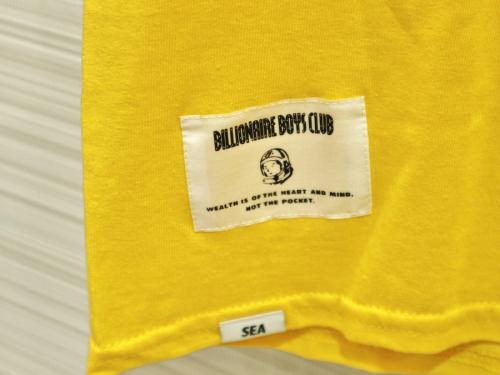 BILLIONAIRE BOYS CLUB
WEALTH IS OF THE HEART AND MIND,
NOT THE POCKET.
SEA